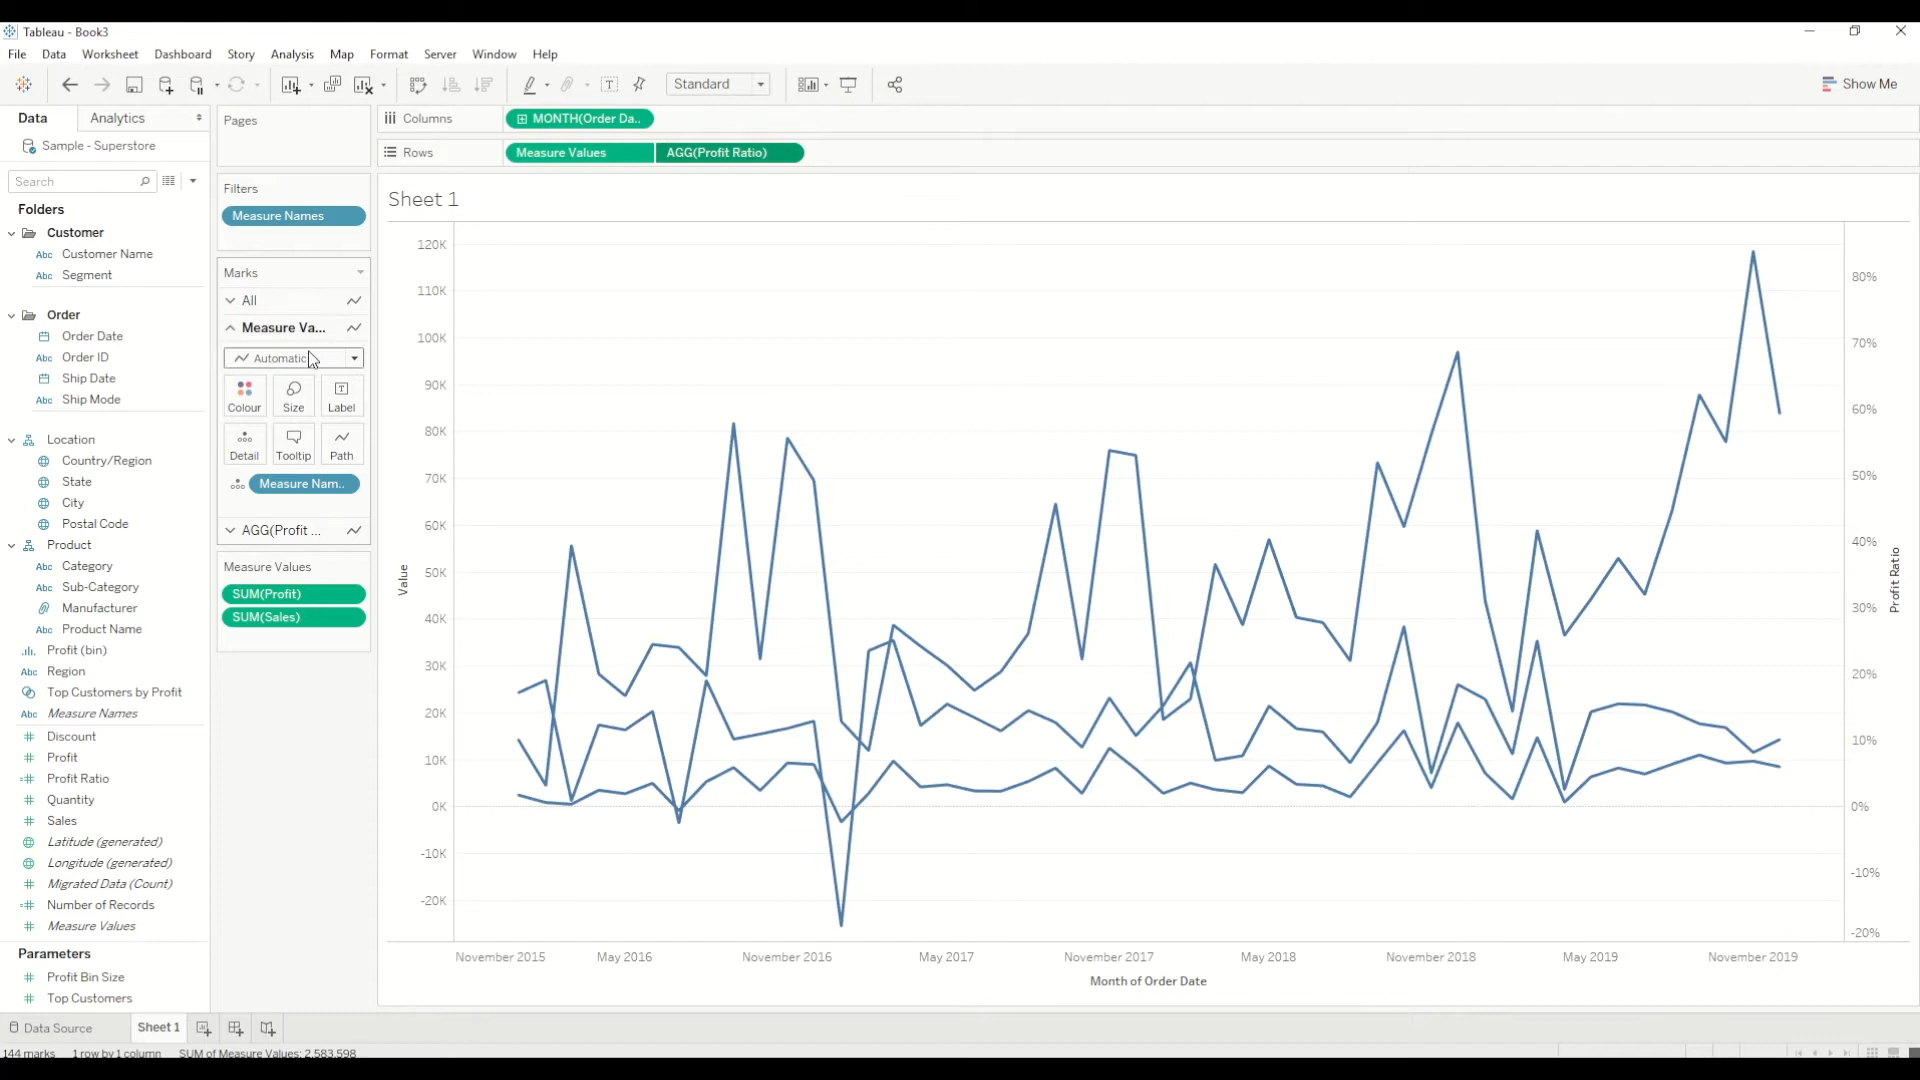 Tableau - Book3
File Data Worksheet Dashboard Story Analysis Map Format Server Window Help
Standard
Show Me
Data Analytics
Sample - Superstore
Search
Folders
Customer
Abc Customer Name
Abc Segment
Order
Order Date
Abc Order ID
Ship Date
Abc Ship Mode
Location
Country/Region
State
City
Postal Code
Product
Abc Category
Abc Sub-Category
Manufacturer
Abc Product Name
Profit (bin)
Abc Region
Top Customers by Profit
Abc Measure Names
Discount
Profit
Profit Ratio
Quantity
Sales
Latitude (generated)
Longitude (generated)
Migrated Data (Count)
Number of Records
Measure Values
Parameters
Profit Bin Size
Top Customers
Pages
Filters
Measure Names
Marks
All
Measure Va...
Automatic
Colour Size Label
Detail Tooltip Path
Measure Nam..
AGG(Profit ...
Measure Values
SUM(Profit)
SUM(Sales)
Columns MONTH(Order Da..
Rows Measure Values AGG(Profit Ratio)
Sheet 1
120K
110K
100K
90K
80K
70K
60K
50K
40K
30K
20K
10K
0K
-10K
-20K
Value
80%
70%
60%
50%
40%
30%
20%
10%
0%
-10%
-20%
Profit Ratio
November 2015 May 2016 November 2016 May 2017 November 2017 May 2018 November 2018 May 2019 November 2019
Month of Order Date
Data Source Sheet 1
144 marks 1 row by 1 column SUM of Measure Values: 2,583,598